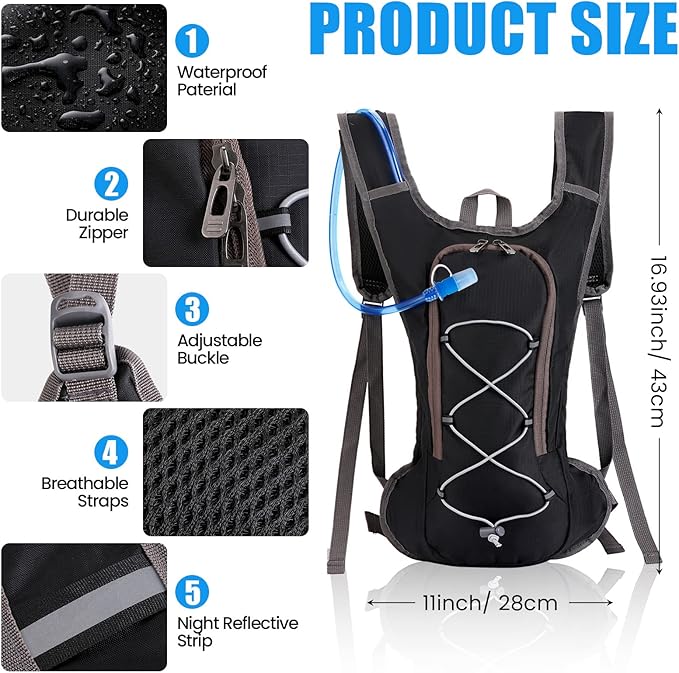 PRODUCT SIZE
1
Waterproof
Paterial
2
Durable
Zipper
3
Adjustable
Buckle
4
Breathable
Straps
5
Night Reflective
Strip
16.93inch/ 43cm
11inch/ 28cm